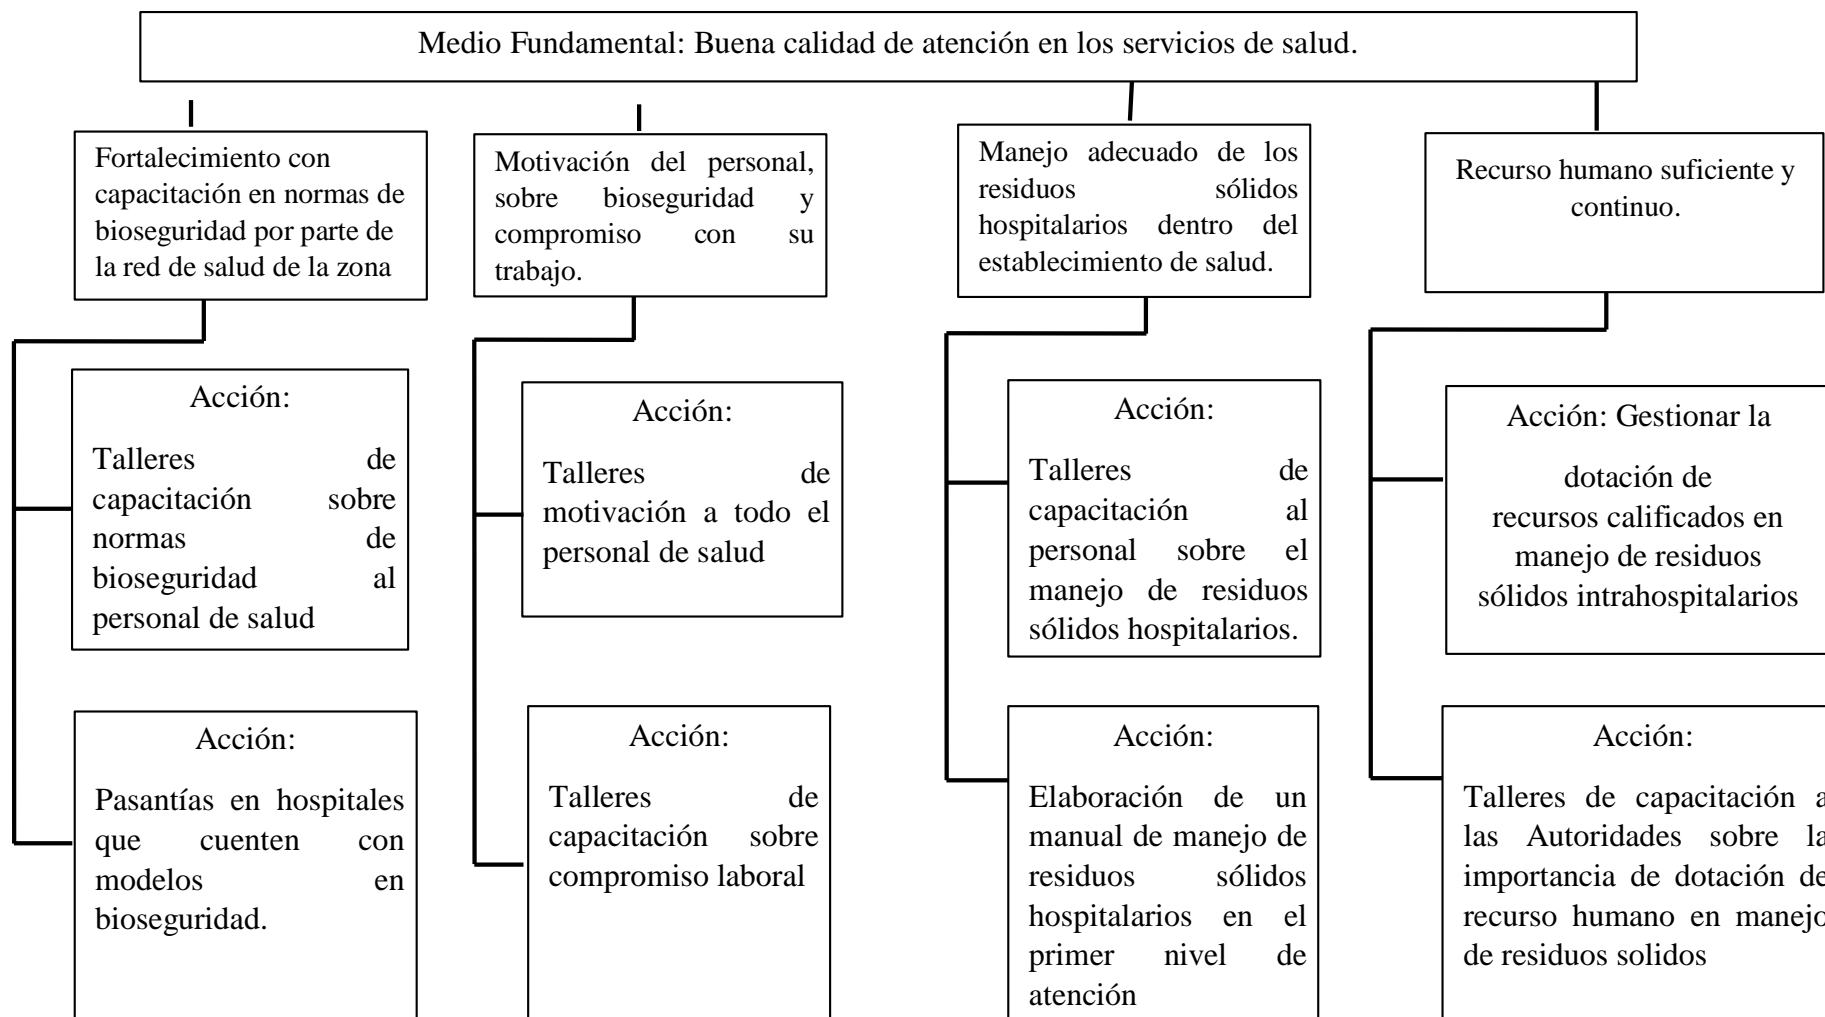 Medio Fundamental: Buena calidad de atención en los servicios de salud.
Fortalecimiento con
capacitación en normas de
bioseguridad por parte de
la red de salud de la zona
Motivación del personal,
sobre bioseguridad y
compromiso con su
trabajo.
Manejo adecuado de los
residuos sólidos
hospitalarios dentro del
establecimiento de salud.
Recurso humano suficiente y
continuo.
Acción:
Talleres de
capacitación sobre
normas de
bioseguridad al
personal de salud
Acción:
Talleres de
motivación a todo el
personal de salud
Acción:
Talleres de
capacitación al
personal sobre el
manejo de residuos
sólidos hospitalarios.
Acción: Gestionar la
dotación de
recursos calificados en
manejo de residuos
sólidos intrahospitalarios
Acción:
Pasantías en hospitales
que cuenten con
modelos en
bioseguridad.
Acción:
Talleres de
capacitación sobre
compromiso laboral
Acción:
Elaboración de un
manual de manejo de
residuos sólidos
hospitalarios en el
primer nivel de
atención
Acción:
Talleres de capacitación a
las Autoridades sobre la
importancia de dotación de
recurso humano en manejo
de residuos solidos